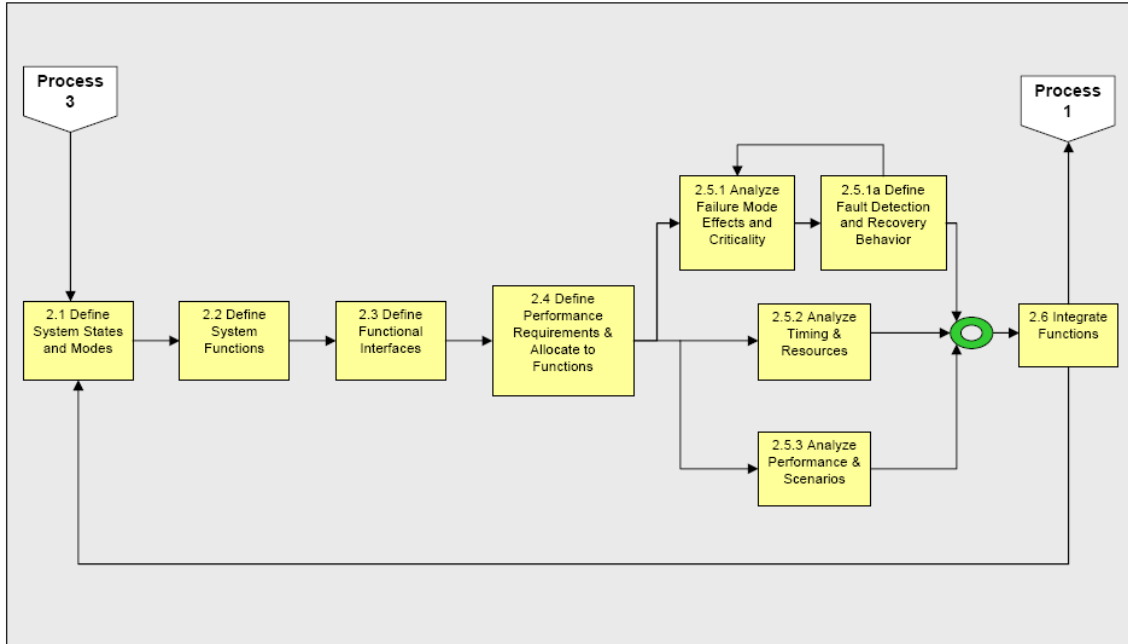 Process
3
Process
1
2.5.1 Analyze
Failure Mode
Effects and
Criticality
2.5.1a Define
Fault Detection
and Recovery
Behavior
2.1 Define
System States
and Modes
2.2 Define
System
Functions
2.3 Define
Functional
Interfaces
2.4 Define
Performance
Requirements &
Allocate to
Functions
2.5.2 Analyze
Timing &
Resources
2.6 Integrate
Functions
2.5.3 Analyze
Performance &
Scenarios